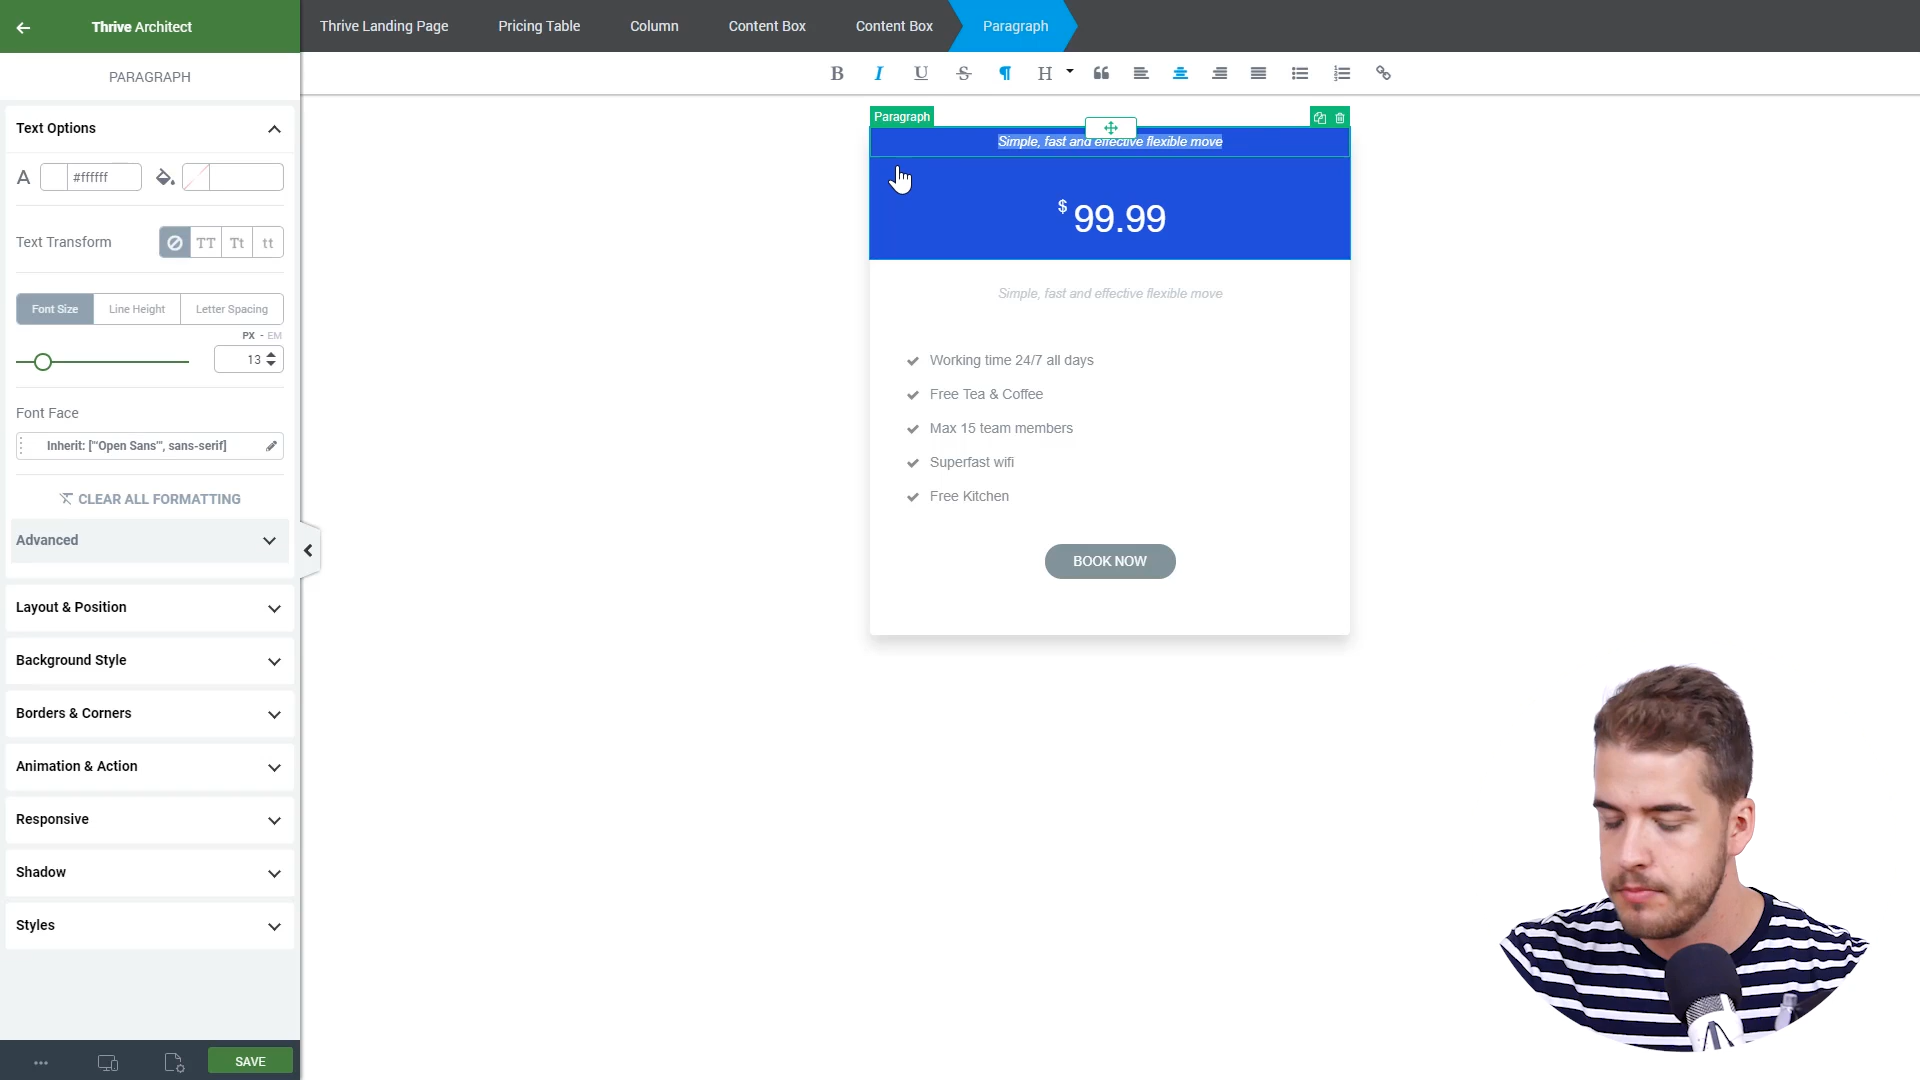 Thrive Architect
Thrive Landing Page
Pricing Table
Column
Content Box
Content Box
Paragraph
PARAGRAPH
B I U S ¶ H
Text Options
A #ffffff
Text Transform
TT Tt tt
Font Size
Line Height
Letter Spacing
PX - EM
13
Font Face
Inherit: ["'Open Sans'", sans-serif]
CLEAR ALL FORMATTING
Advanced
Layout & Position
Background Style
Borders & Corners
Animation & Action
Responsive
Shadow
Styles
SAVE
Paragraph
Simple, fast and effective flexible move
$ 99.99
Simple, fast and effective flexible move
Working time 24/7 all days
Free Tea & Coffee
Max 15 team members
Superfast wifi
Free Kitchen
BOOK NOW